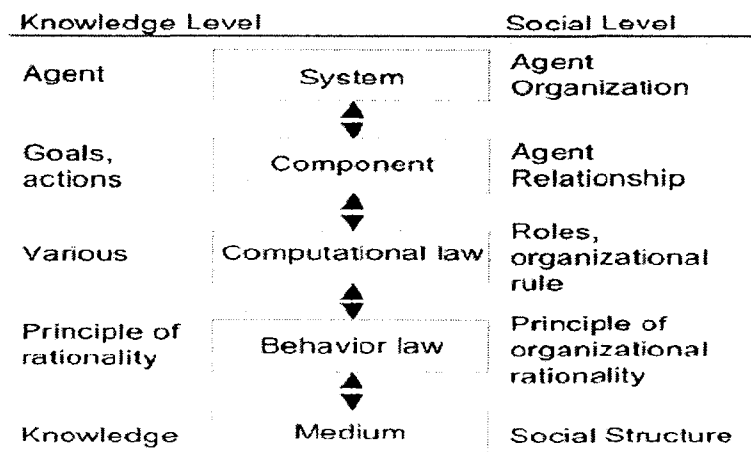 Knowledge Level Social Level
Agent System Agent
Organization
Goals,
actions Component Agent
Relationship
Various Computational law Roles,
organizational
rule
Principle of
rationality Behavior law Principle of
organizational
rationality
Knowledge Medium Social Structure